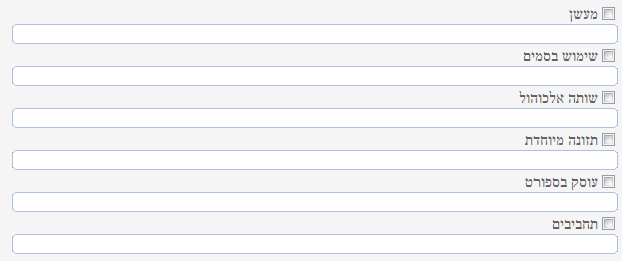 מעשן
שימוש בסמים
שותה אלכוהול
תזונה מיוחדת
עוסק בספורט
תחביבים